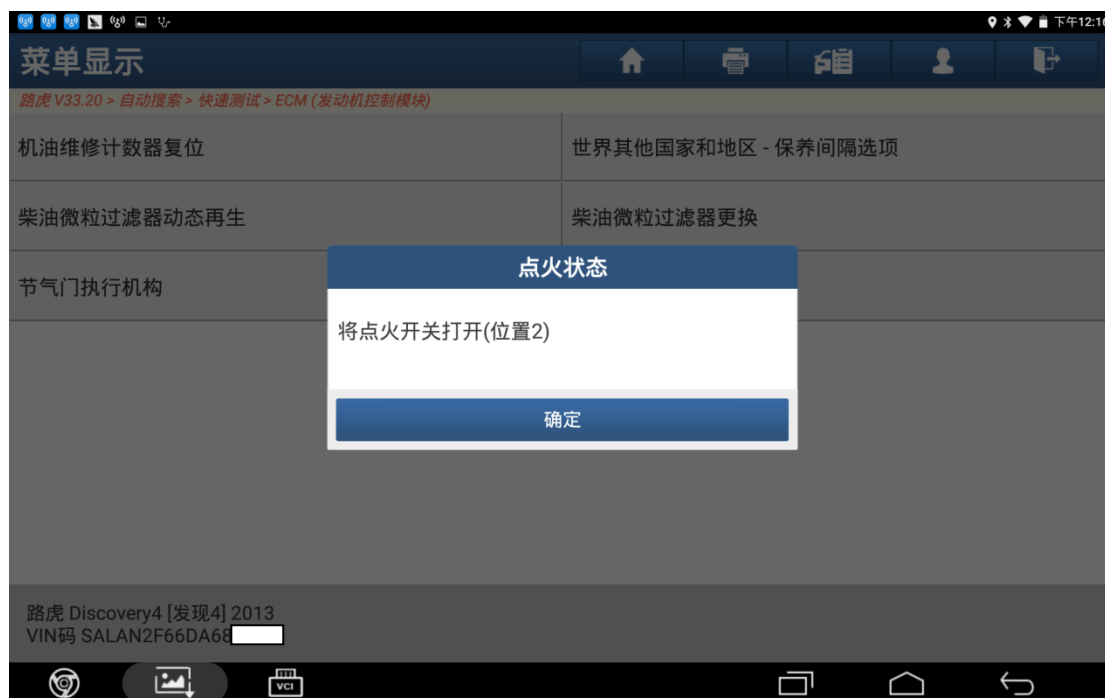 下午12:16
菜单显示
路虎 V33.20 > 自动搜索 > 快速测试 > ECM (发动机控制模块)
机油维修计数器复位
世界其他国家和地区 - 保养间隔选项
柴油微粒过滤器动态再生
柴油微粒过滤器更换
节气门执行机构
点火状态
将点火开关打开(位置2)
确定
路虎 Discovery4 [发现4] 2013
VIN码 SALAN2F66DA68
VCI